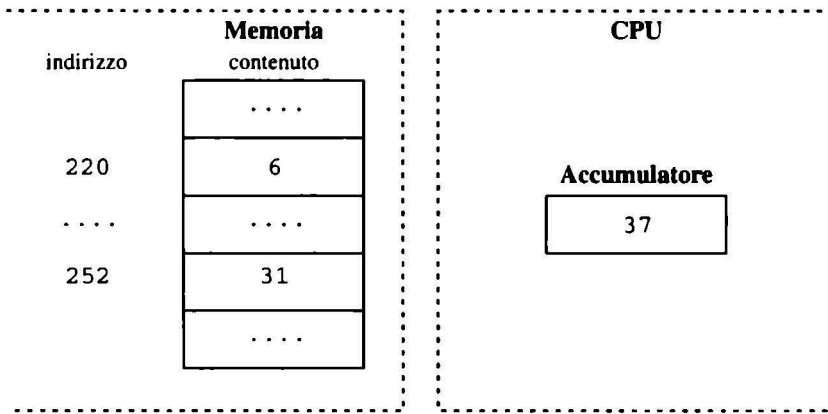 Memoria
indirizzo contenuto
. . . .
220 6
. . . . . . . .
252 31
. . . .
CPU
Accumulatore
37